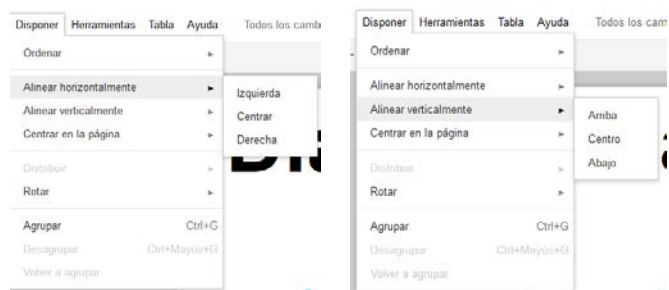 Disponer Herramientas Tabla Ayuda Todos los camb
Ordenar
Alinear horizontalmente
Alinear verticalmente
Centrar en la página
Distribuir
Rotar
Agrupar Ctrl+G
Desagrupar Ctrl+Mayús+G
Volver a agrupar
Izquierda
Centrar
Derecha
Disponer Herramientas Tabla Ayuda Todos los cam
Ordenar
Alinear horizontalmente
Alinear verticalmente
Centrar en la página
Distribuir
Rotar
Agrupar Ctrl+G
Desagrupar Ctrl+Mayús+G
Volver a agrupar
Arriba
Centro
Abajo